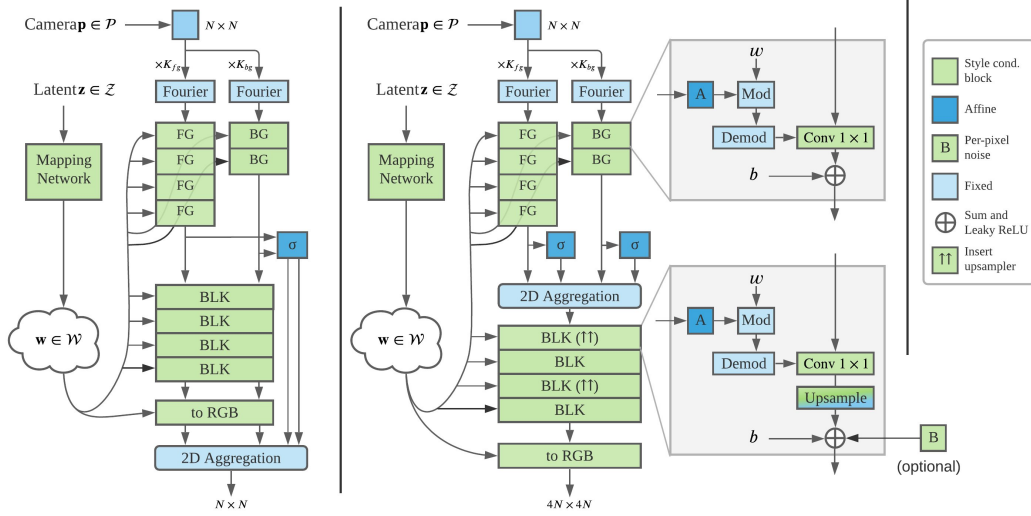 Camera p ∈ 𝒫
N × N
×K_fg
×K_bg
Latent z ∈ 𝒵
Fourier
Fourier
Mapping
Network
FG
FG
FG
FG
BG
BG
σ
w ∈ 𝒲
BLK
BLK
BLK
BLK
to RGB
2D Aggregation
N × N
Camera p ∈ 𝒫
N × N
×K_fg
×K_bg
Latent z ∈ 𝒵
Fourier
Fourier
Mapping
Network
FG
FG
FG
FG
BG
BG
σ
σ
2D Aggregation
w ∈ 𝒲
BLK (⇈)
BLK
BLK (⇈)
BLK
to RGB
4N × 4N
w
A
Mod
Demod
Conv 1 × 1
b
w
A
Mod
Demod
Conv 1 × 1
Upsample
b
B
(optional)
Style cond.
block
Affine
B
Per-pixel
noise
Fixed
Sum and
Leaky ReLU
⇈
Insert
upsampler